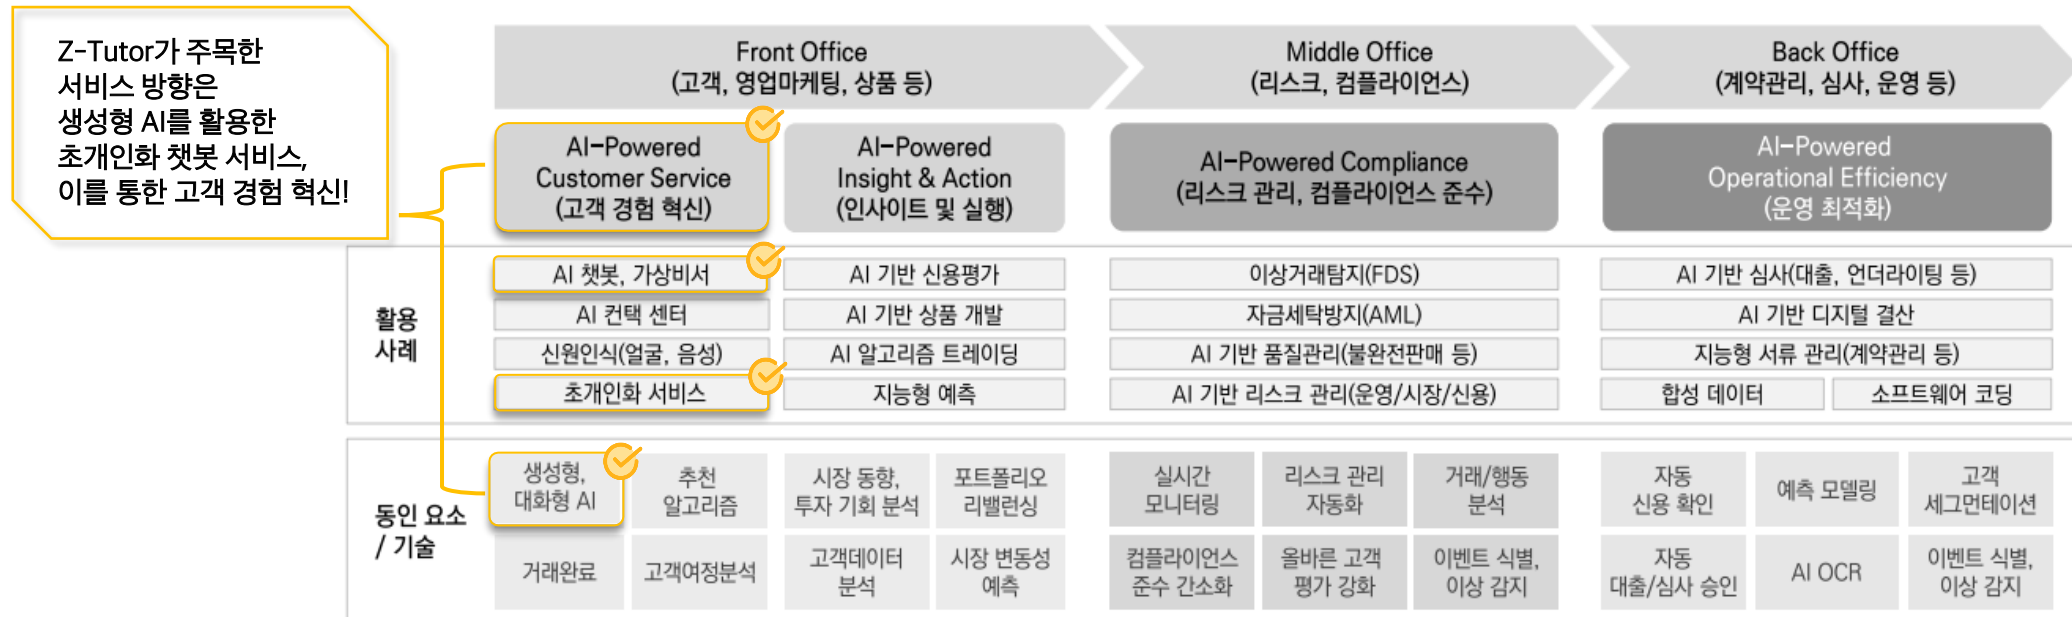 Z-Tutor가 주목한
서비스 방향은
생성형 AI를 활용한
초개인화 챗봇 서비스,
이를 통한 고객 경험 혁신!
Front Office
(고객, 영업마케팅, 상품 등)
Middle Office
(리스크, 컴플라이언스)
Back Office
(계약관리, 심사, 운영 등)
AI-Powered
Customer Service
(고객 경험 혁신)
AI-Powered
Insight & Action
(인사이트 및 실행)
AI-Powered Compliance
(리스크 관리, 컴플라이언스 준수)
AI-Powered
Operational Efficiency
(운영 최적화)
활용
사례
AI 챗봇, 가상비서
AI 기반 신용평가
이상거래탐지(FDS)
AI 기반 심사(대출, 언더라이팅 등)
AI 컨택 센터
AI 기반 상품 개발
자금세탁방지(AML)
AI 기반 디지털 결산
신원인식(얼굴, 음성)
AI 알고리즘 트레이딩
AI 기반 품질관리(불완전판매 등)
지능형 서류 관리(계약관리 등)
초개인화 서비스
지능형 예측
AI 기반 리스크 관리(운영/시장/신용)
합성 데이터
소프트웨어 코딩
동인 요소
/ 기술
생성형,
대화형 AI
추천
알고리즘
시장 동향,
투자 기회 분석
포트폴리오
리밸런싱
실시간
모니터링
리스크 관리
자동화
거래/행동
분석
자동
신용 확인
예측 모델링
고객
세그먼테이션
거래완료
고객여정분석
고객데이터
분석
시장 변동성
예측
컴플라이언스
준수 간소화
올바른 고객
평가 강화
이벤트 식별,
이상 감지
자동
대출/심사 승인
AI OCR
이벤트 식별,
이상 감지